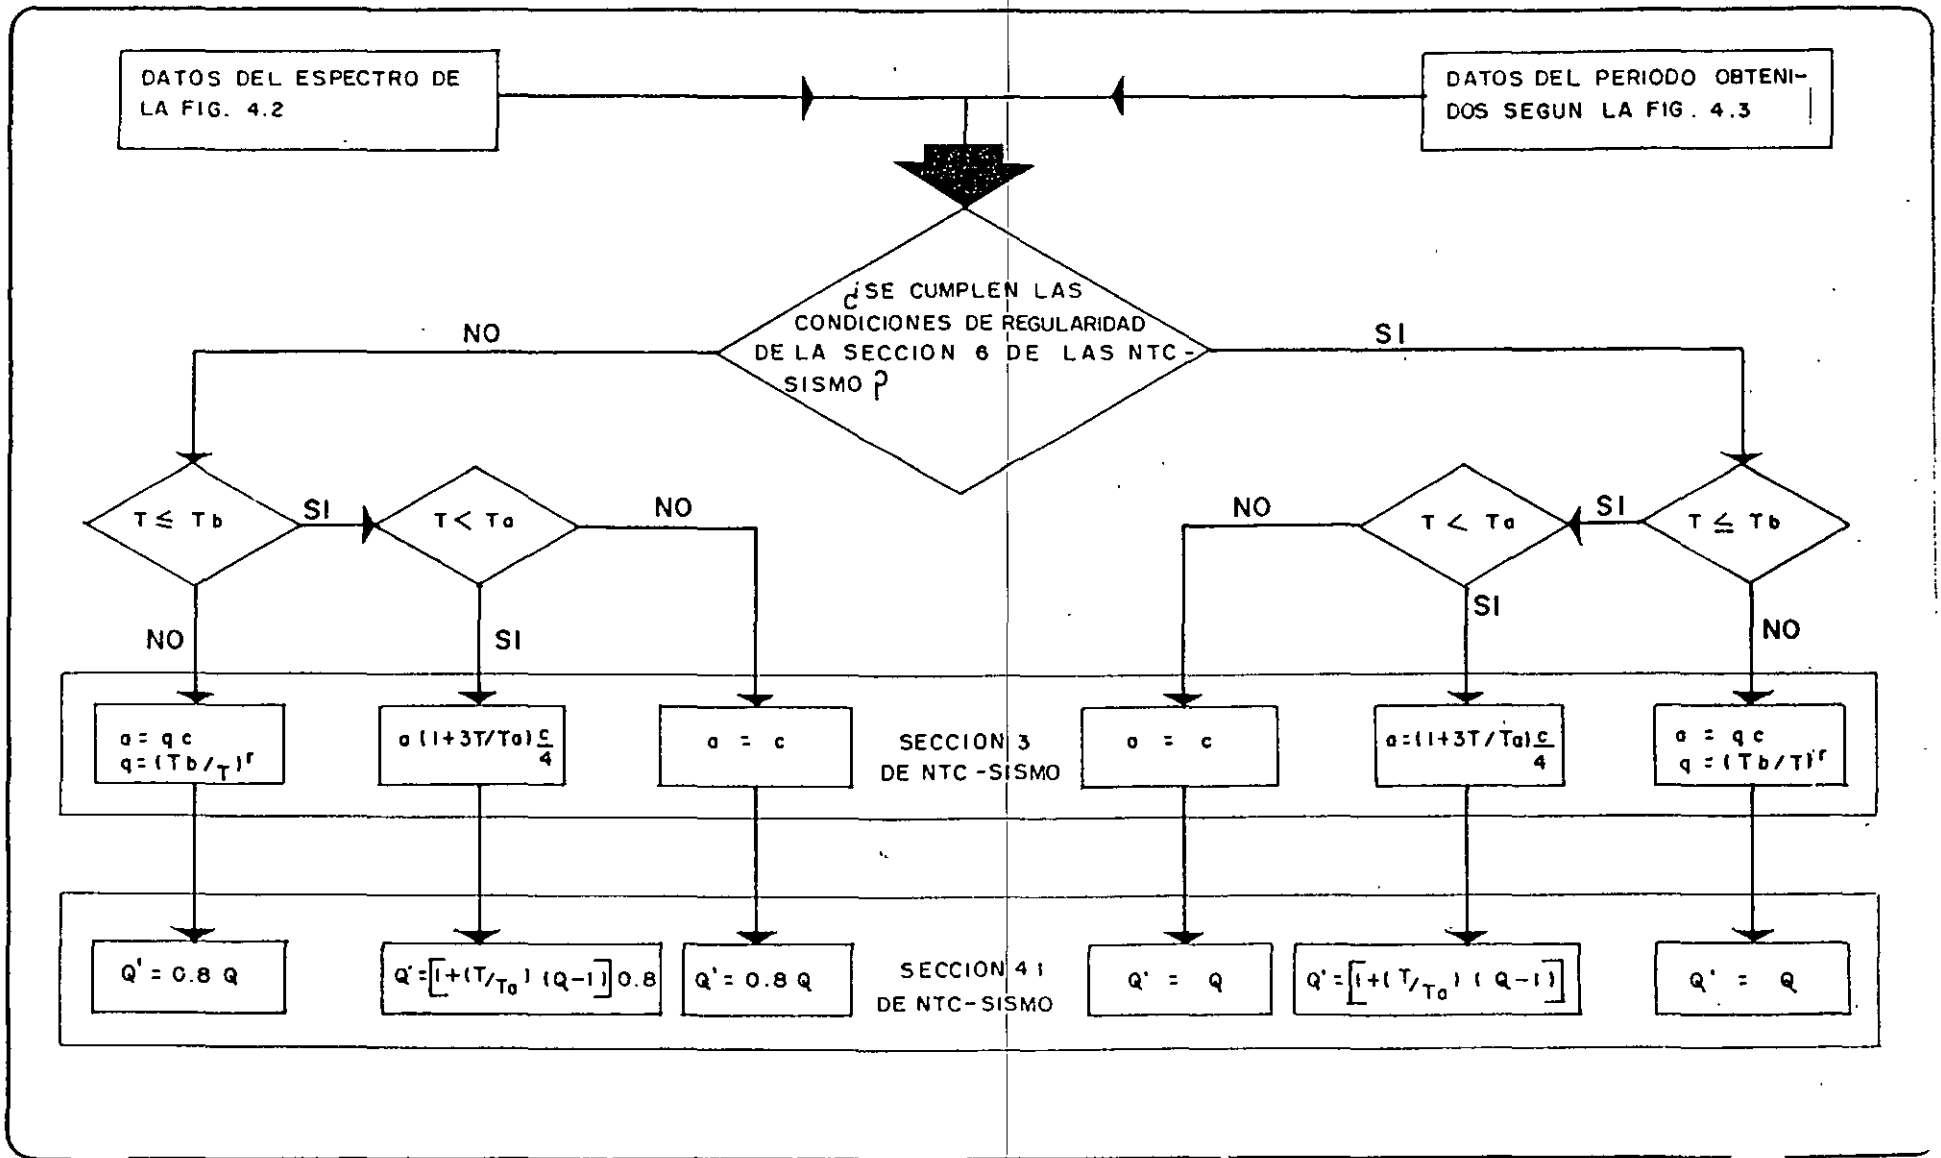 DATOS DEL ESPECTRO DE
LA FIG. 4.2
DATOS DEL PERIODO OBTENI-
DOS SEGUN LA FIG. 4.3
¿SE CUMPLEN LAS
CONDICIONES DE REGULARIDAD
DE LA SECCION 6 DE LAS NTC-
SISMO ?
NO
SI
T ≤ Tb
SI
T < Ta
NO
NO
T < Ta
SI
T ≤ Tb
NO
SI
SI
NO
a = qc
q = (Tb/T)^r
a (1+3T/Ta) c/4
a = c
SECCION 3
DE NTC-SISMO
a = c
a=(1+3T/Ta) c/4
a = qc
q = (Tb/T)^r
Q' = 0.8 Q
Q'=[1+(T/Ta) (Q-1)] 0.8
Q' = 0.8 Q
SECCION 4 1
DE NTC-SISMO
Q' = Q
Q'=[1+(T/Ta) (Q-1)]
Q' = Q